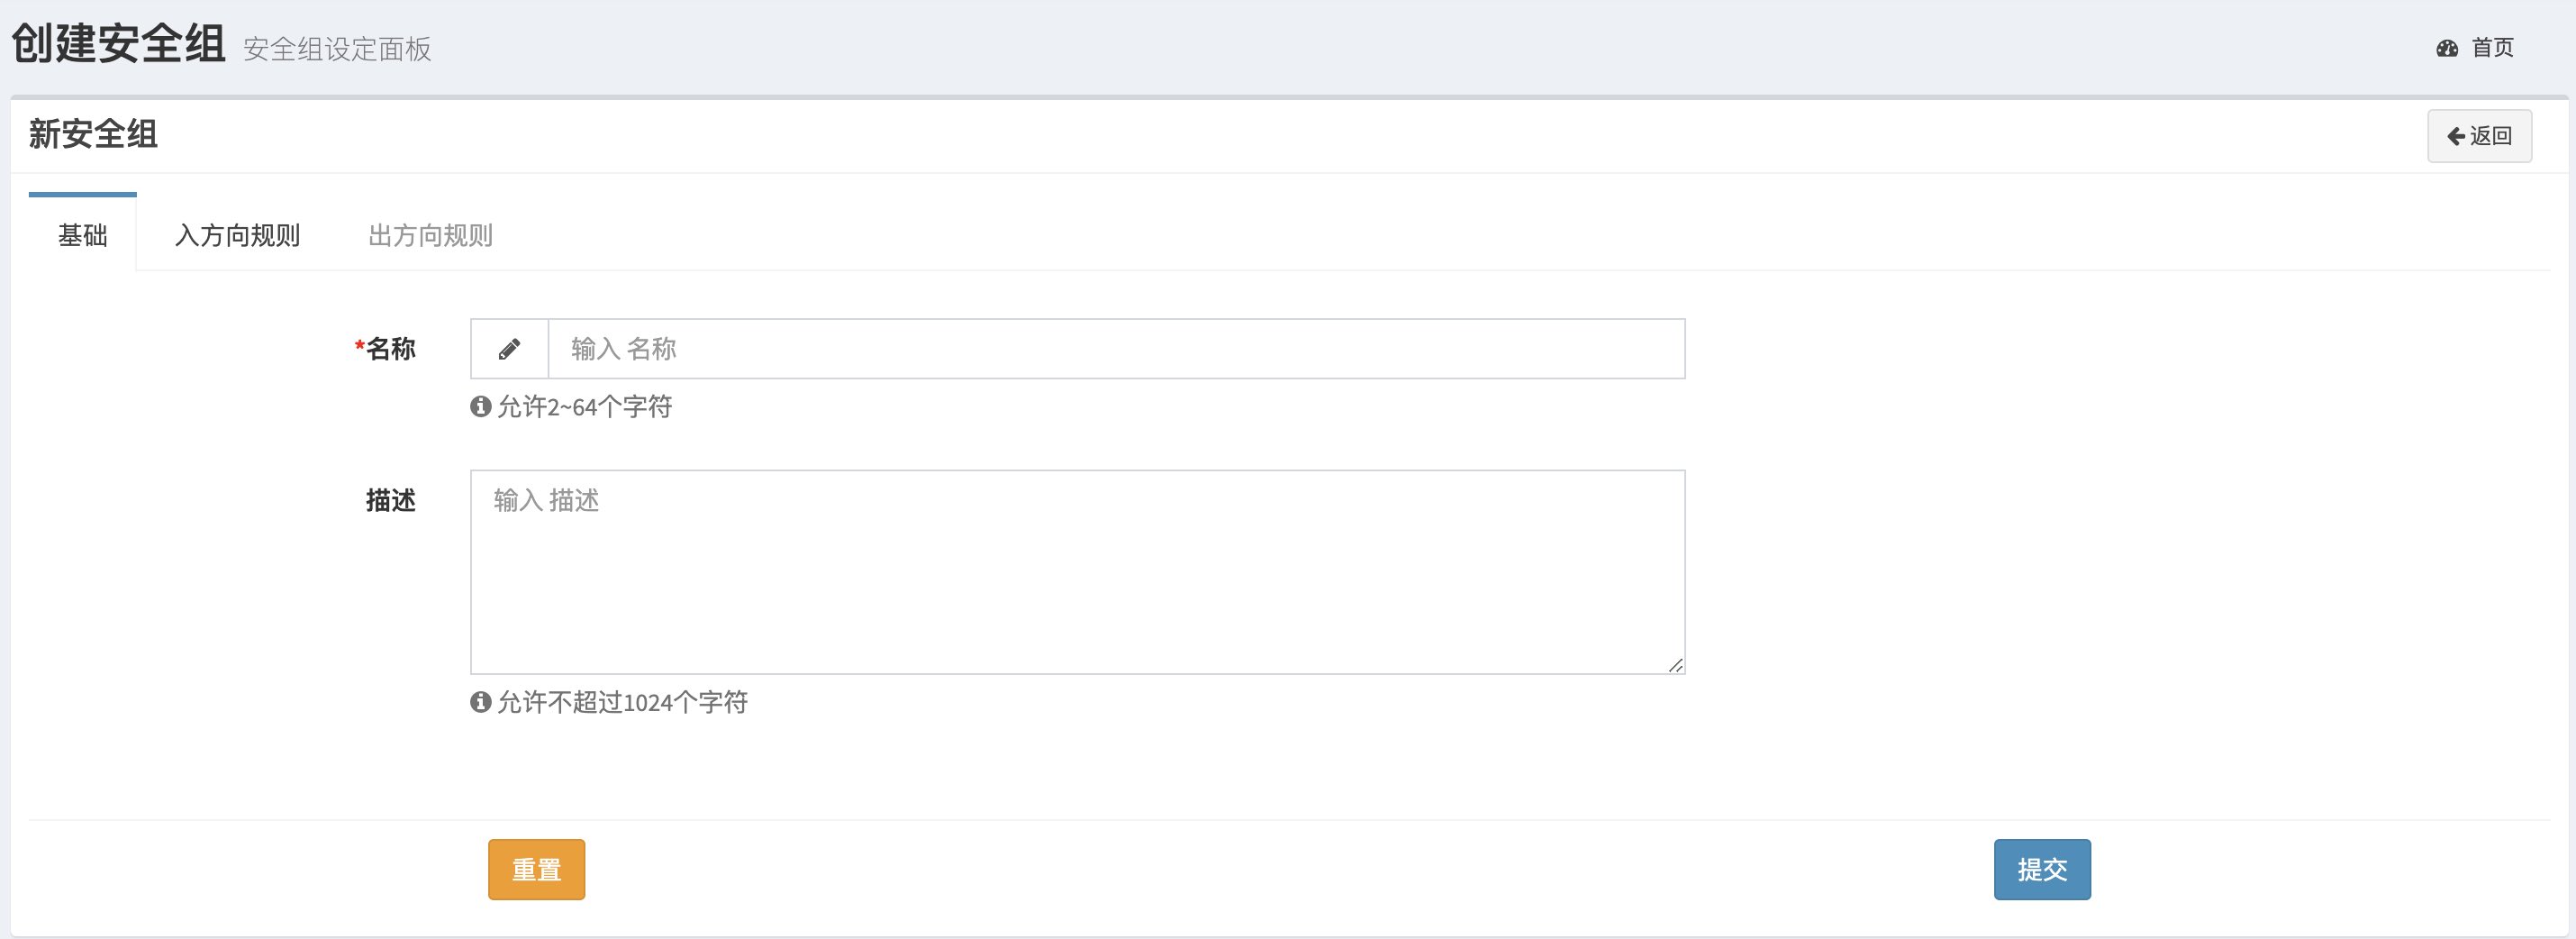 创建安全组 安全组设定面板
首页
新安全组
返回
基础 入方向规则 出方向规则
*名称 输入 名称
允许2~64个字符
描述 输入 描述
允许不超过1024个字符
重置 提交